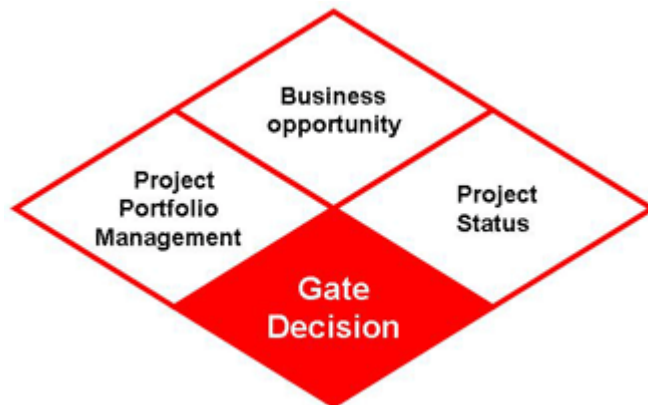 Business
opportunity
Project
Portfolio
Management
Project
Status
Gate
Decision